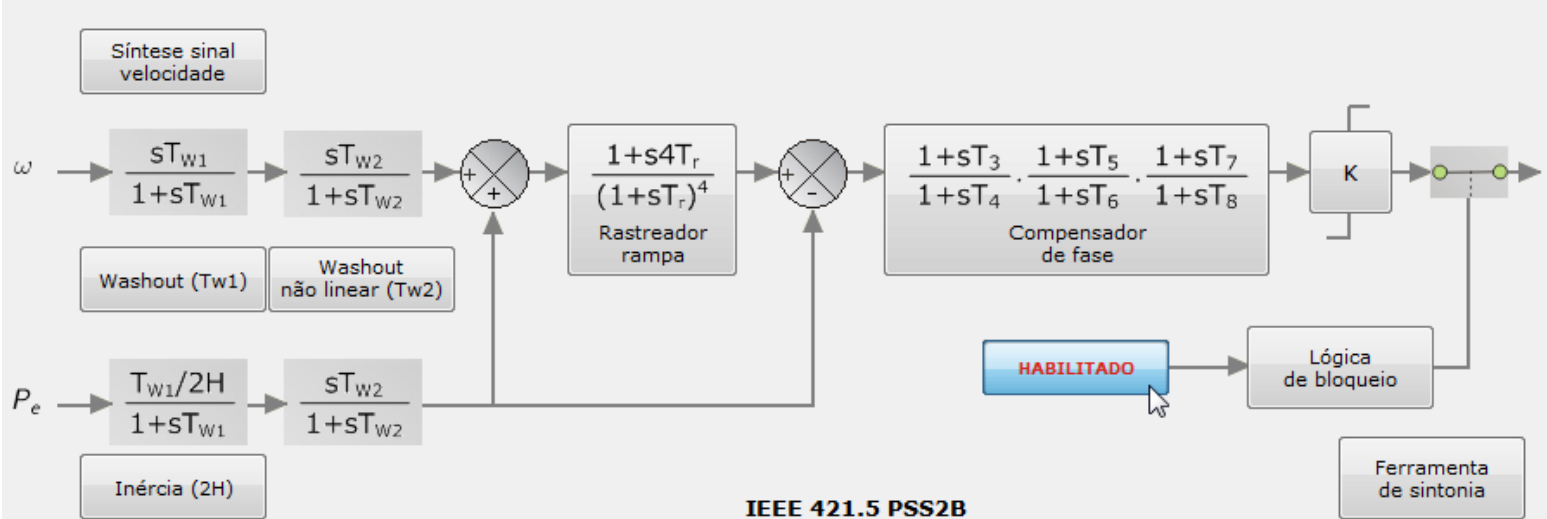 Síntese sinal
velocidade
ω
sT_W1
1+sT_W1
sT_W2
1+sT_W2
+
+
1+s4T_r
(1+sT_r)^4
Rastreador
rampa
+
-
1+sT_3 . 1+sT_5 . 1+sT_7
1+sT_4 1+sT_6 1+sT_8
Compensador
de fase
K
Washout (Tw1)
Washout
não linear (Tw2)
P_e
T_W1/2H
1+sT_W1
sT_W2
1+sT_W2
HABILITADO
Lógica
de bloqueio
Inércia (2H)
Ferramenta
de sintonia
IEEE 421.5 PSS2B